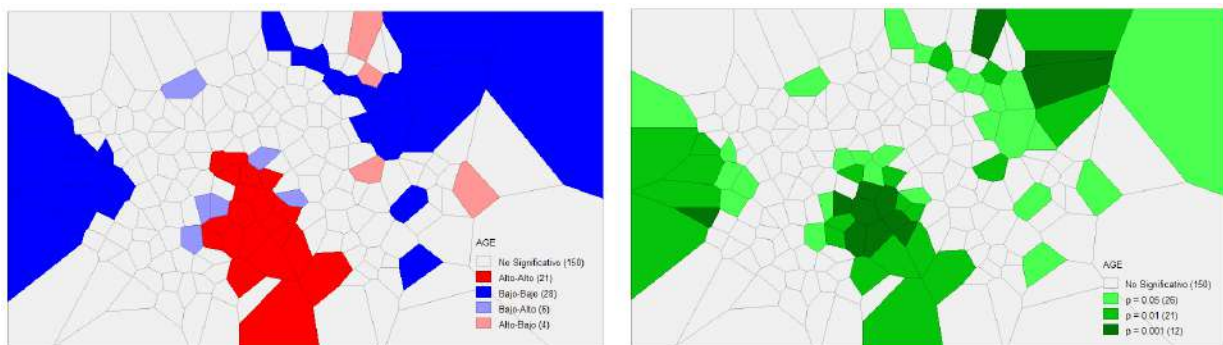 AGE
No Significativo (150)
Alto-Alto (21)
Bajo-Bajo (28)
Bajo-Alto (6)
Alto-Bajo (4)
AGE
No Significativo (150)
p = 0.05 (26)
p = 0.01 (21)
p = 0.001 (12)